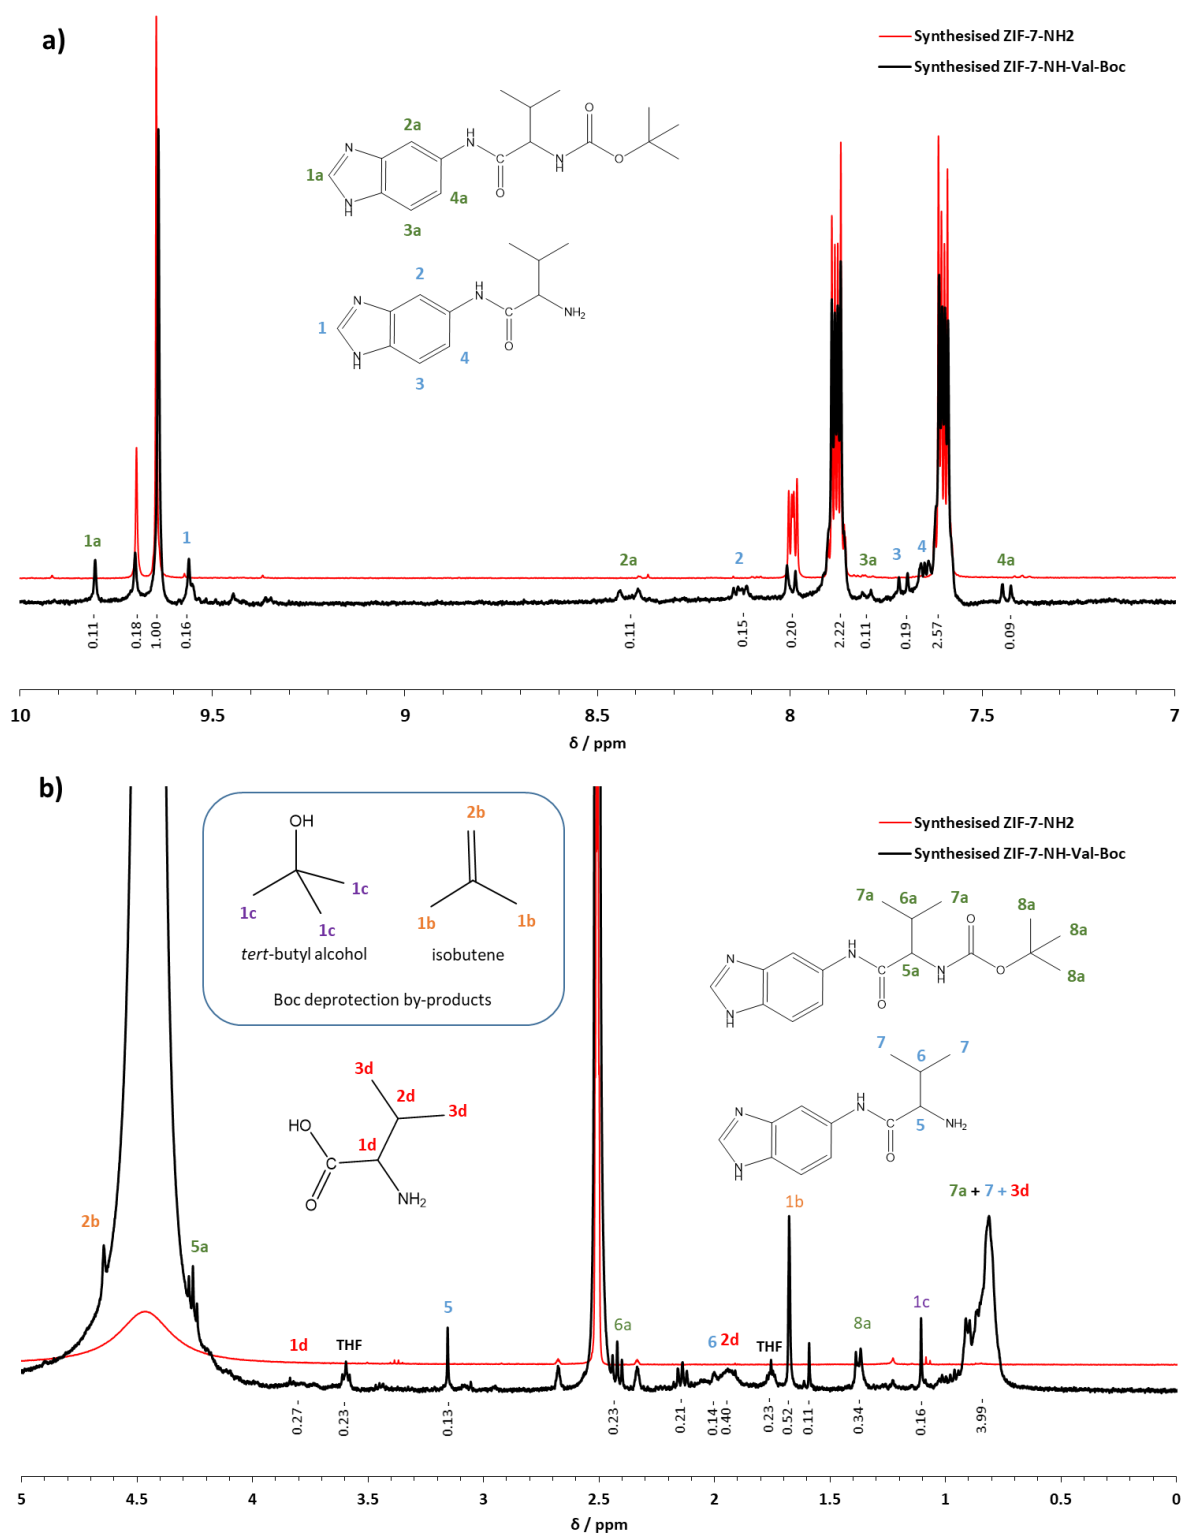 a)
Synthesised ZIF-7-NH2
Synthesised ZIF-7-NH-Val-Boc
2a
1a
4a
3a
N
N
H
H
N
C
O
N
H
O
O
2
1
4
3
N
N
H
H
N
C
O
NH2
1a
1
2a
2
3a
3
4
4a
0.11
0.18
1.00
0.16
0.11
0.15
0.20
2.22
0.11
0.19
2.57
0.09
10 9.5 9 8.5 8 7.5 7
δ / ppm
b)
Synthesised ZIF-7-NH2
Synthesised ZIF-7-NH-Val-Boc
OH
1c
1c
1c
tert-butyl alcohol
2b
1b
1b
isobutene
Boc deprotection by-products
7a 6a 7a
8a
8a
8a
5a
N
N
H
H
N
C
O
N
H
O
O
7 6 7
5
N
N
H
H
N
C
O
NH2
3d
2d
3d
1d
HO
C
O
NH2
2b
5a
1d
THF
5
6a
6 2d
THF
1b
8a
1c
7a + 7 + 3d
0.27
0.23
0.13
0.23
0.21
0.14
0.40
0.23
0.52
0.11
0.34
0.16
3.99
5 4.5 4 3.5 3 2.5 2 1.5 1 0.5 0
δ / ppm